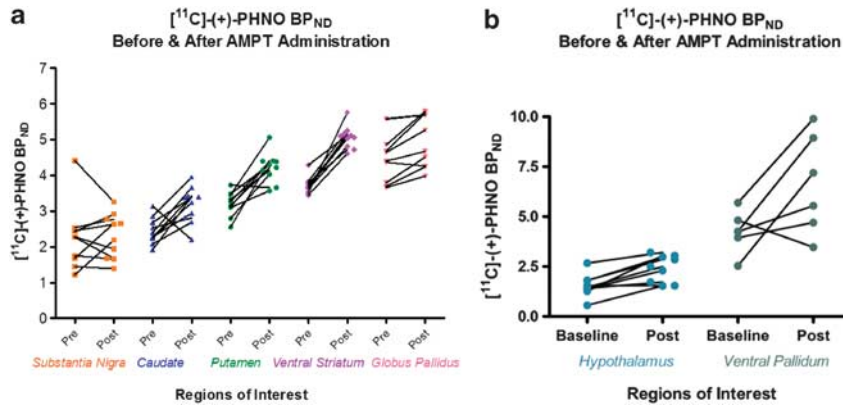 a
[11C]-(+)-PHNO BPND
Before & After AMPT Administration
[11C]-(+)-PHNO BPND
7
6
5
4
3
2
1
0
Pre Post Pre Post Pre Post Pre Post Pre Post
Substantia Nigra Caudate Putamen Ventral Striatum Globus Pallidus
Regions of Interest
b
[11C]-(+)-PHNO BPND
Before & After AMPT Administration
[11C]-(+)-PHNO BPND
10.0
7.5
5.0
2.5
0.0
Baseline Post Baseline Post
Hypothalamus Ventral Pallidum
Regions of Interest